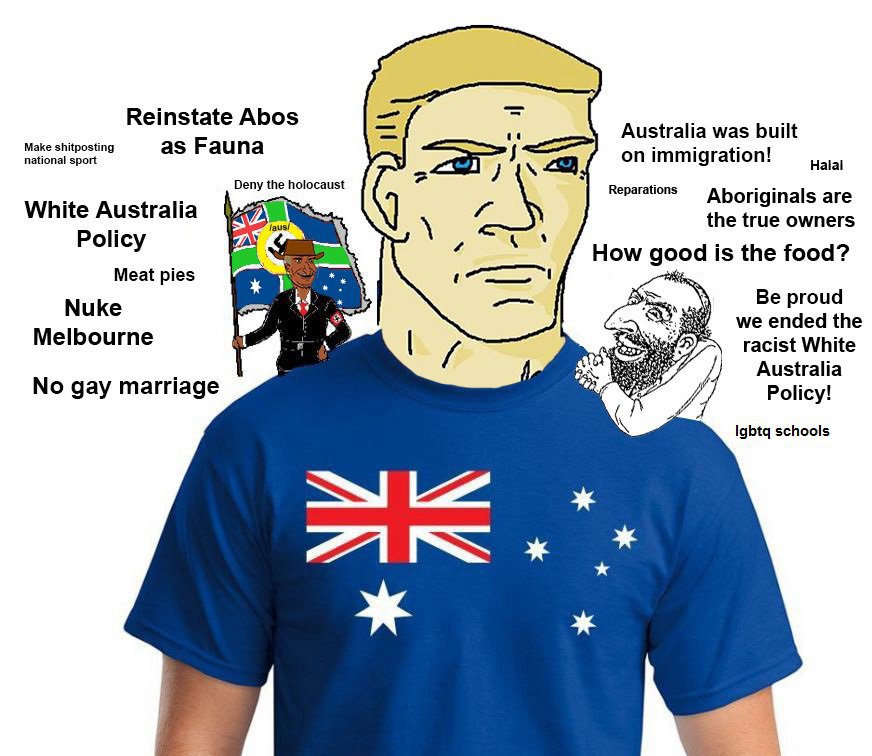 Reinstate Abos
as Fauna
Make shitposting
national sport
Deny the holocaust
White Australia
Policy
/aus/
Meat pies
Nuke
Melbourne
No gay marriage
Australia was built
on immigration!
Halal
Reparations
Aboriginals are
the true owners
How good is the food?
Be proud
we ended the
racist White
Australia
Policy!
lgbtq schools